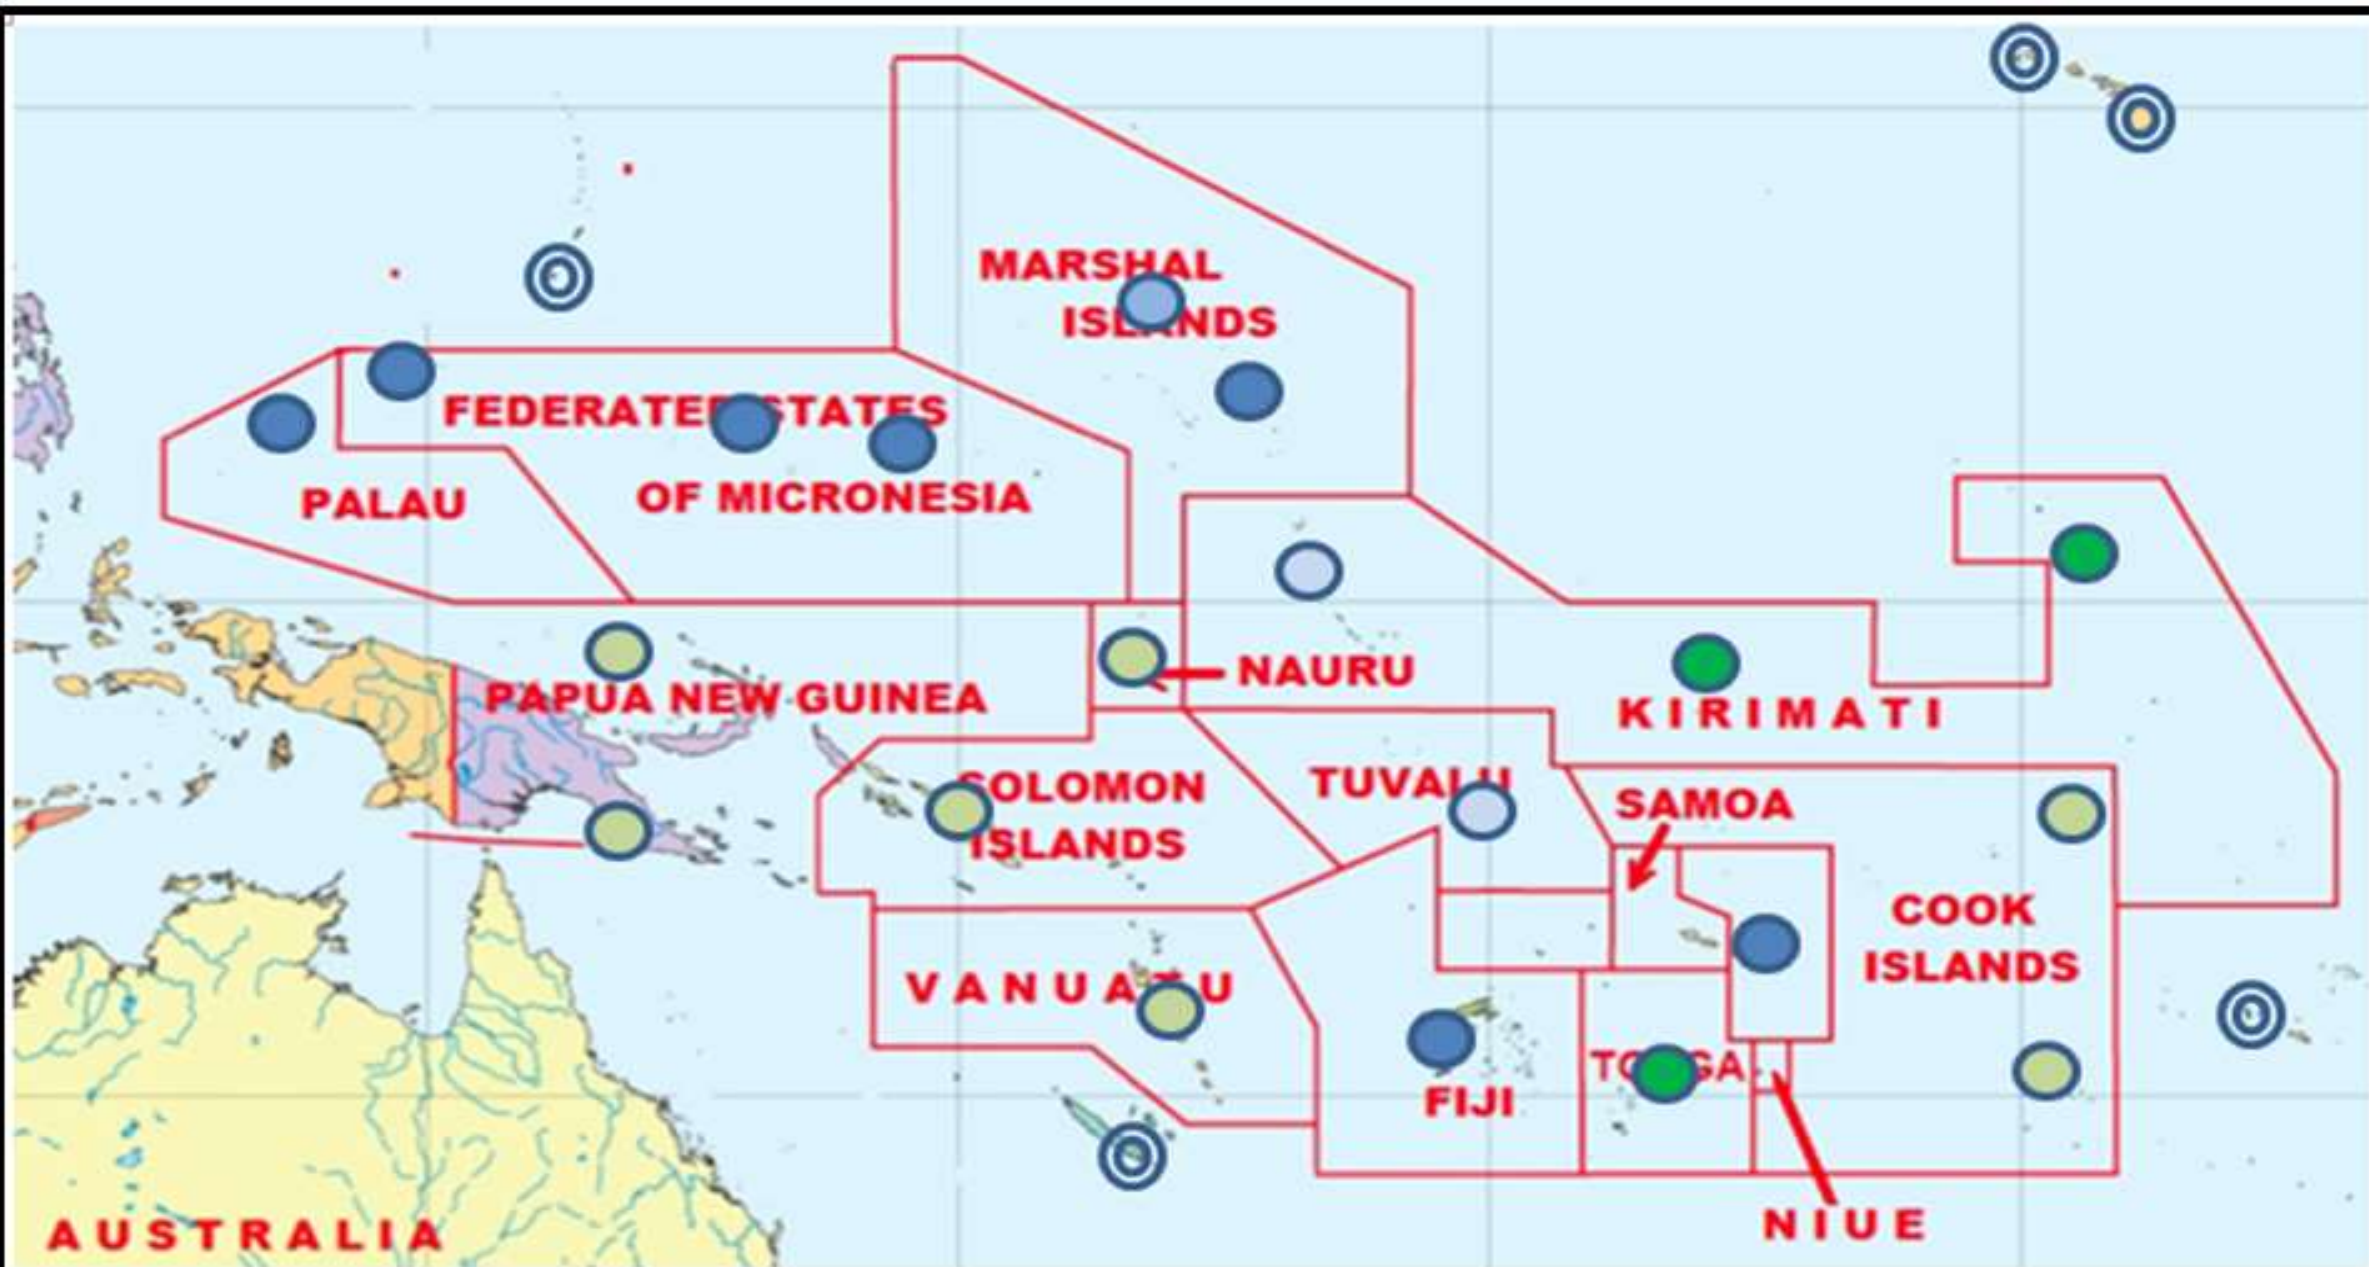 MARSHAL
ISLANDS
FEDERATED STATES
OF MICRONESIA
PALAU
NAURU
PAPUA NEW GUINEA
KIRIMATI
SOLOMON
ISLANDS
TUVALU
SAMOA
COOK
ISLANDS
VANUATU
TONGA
FIJI
NIUE
AUSTRALIA